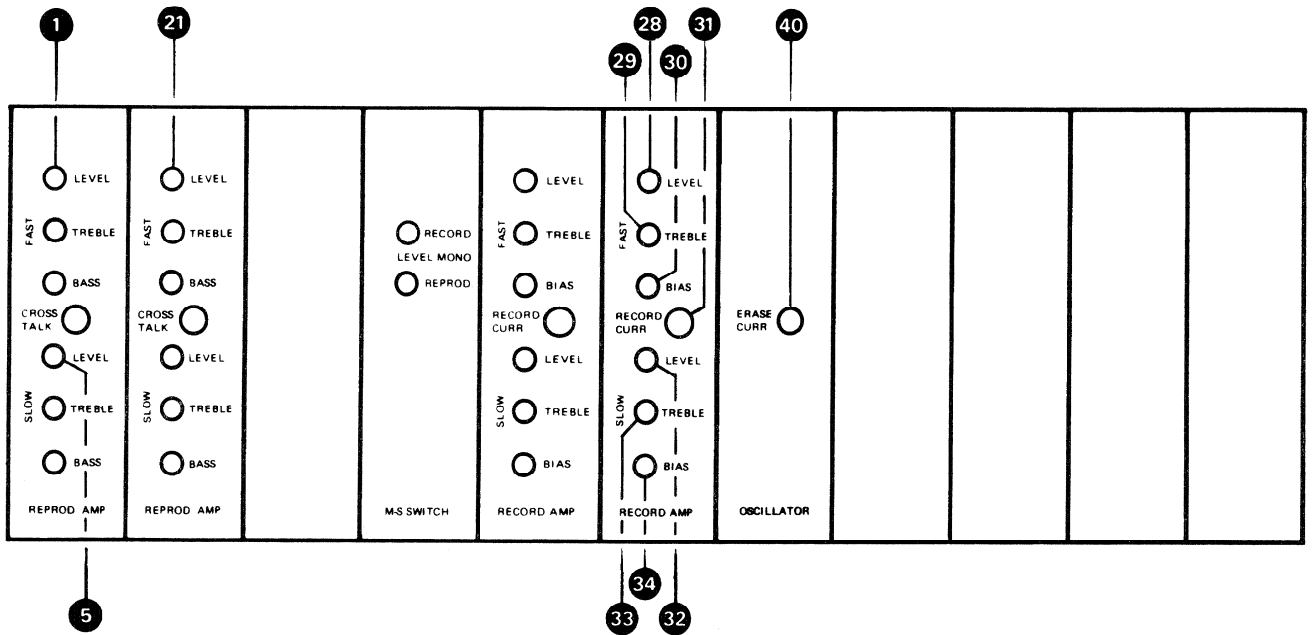 1
21
28
31
40
29
30
LEVEL
FAST
TREBLE
BASS
CROSS
TALK
LEVEL
SLOW
TREBLE
BASS
REPROD AMP
LEVEL
FAST
TREBLE
BASS
CROSS
TALK
LEVEL
SLOW
TREBLE
BASS
REPROD AMP
RECORD
LEVEL MONO
REPROD
M-S SWITCH
LEVEL
FAST
TREBLE
BIAS
RECORD
CURR
LEVEL
SLOW
TREBLE
BIAS
RECORD AMP
LEVEL
FAST
TREBLE
BIAS
RECORD
CURR
LEVEL
SLOW
TREBLE
BIAS
RECORD AMP
ERASE
CURR
OSCILLATOR
5
33
34
32